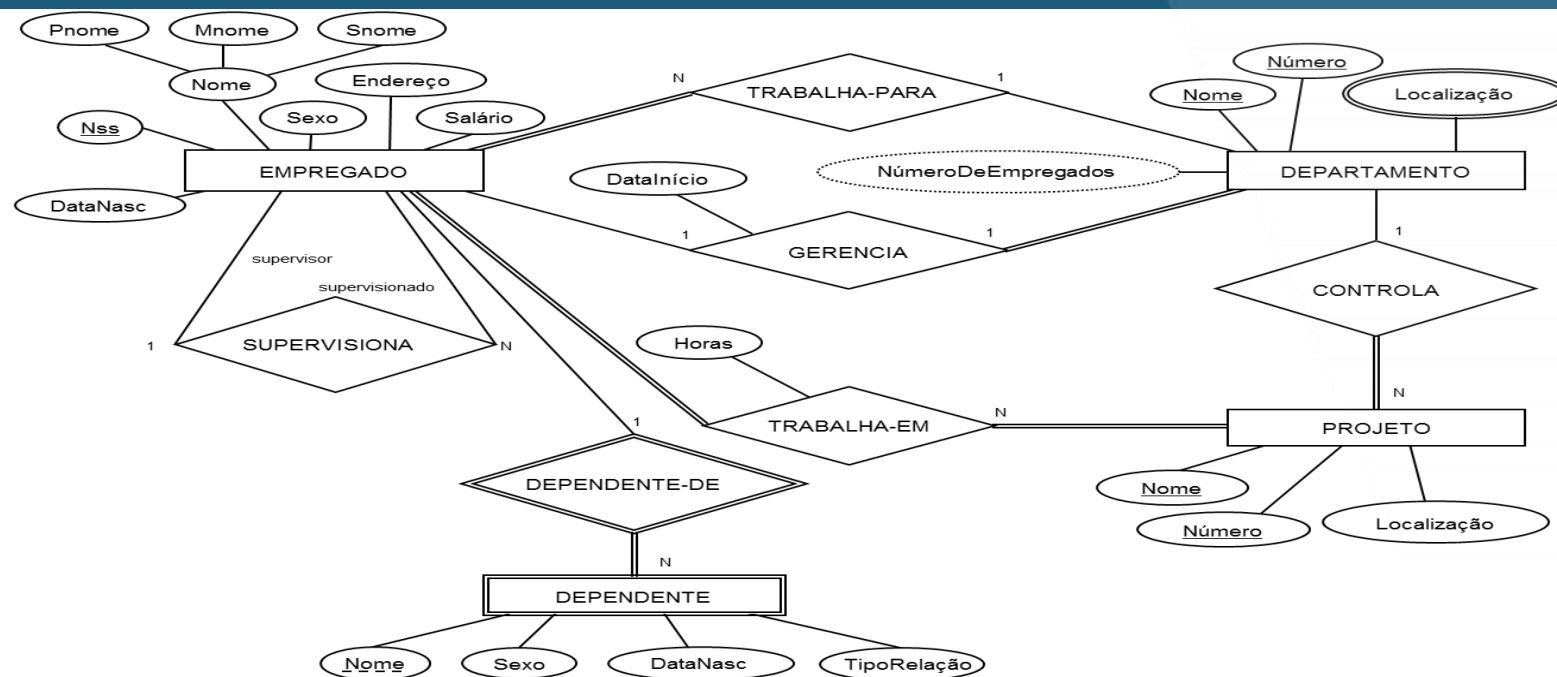 Pnome
Mnome
Snome
Nome
Endereço
Nss
Sexo
Salário
EMPREGADO
DataNasc
N
TRABALHA-PARA
1
Nome
Número
Localização
NúmeroDeEmpregados
DEPARTAMENTO
DataInício
1
GERENCIA
1
supervisor
supervisionado
1
SUPERVISIONA
N
1
CONTROLA
N
Horas
TRABALHA-EM
N
PROJETO
Nome
Número
Localização
1
DEPENDENTE-DE
N
DEPENDENTE
Nome
Sexo
DataNasc
TipoRelação